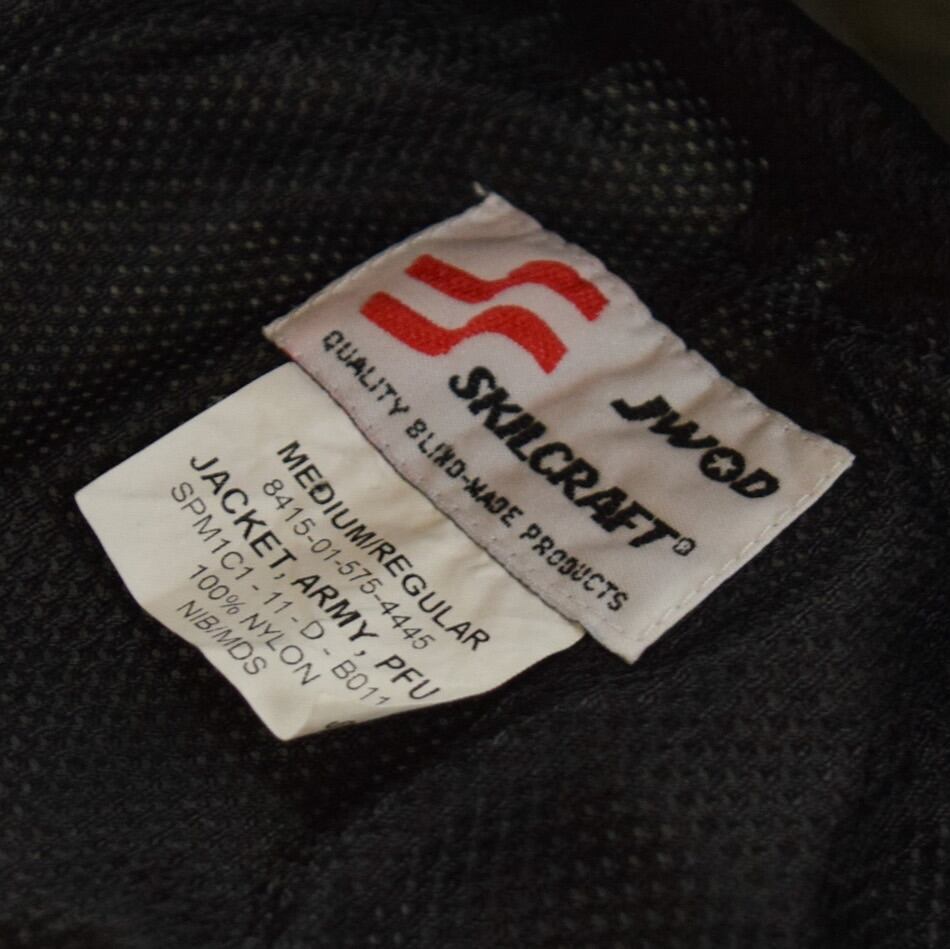 JWOD
SKILCRAFT®
QUALITY BLIND-MADE PRODUCTS
MEDIUM/REGULAR
8415-01-575-4445
JACKET, ARMY, PFU
SPM1C1 - 11 - D - B011
100% NYLON
NIB/MDS